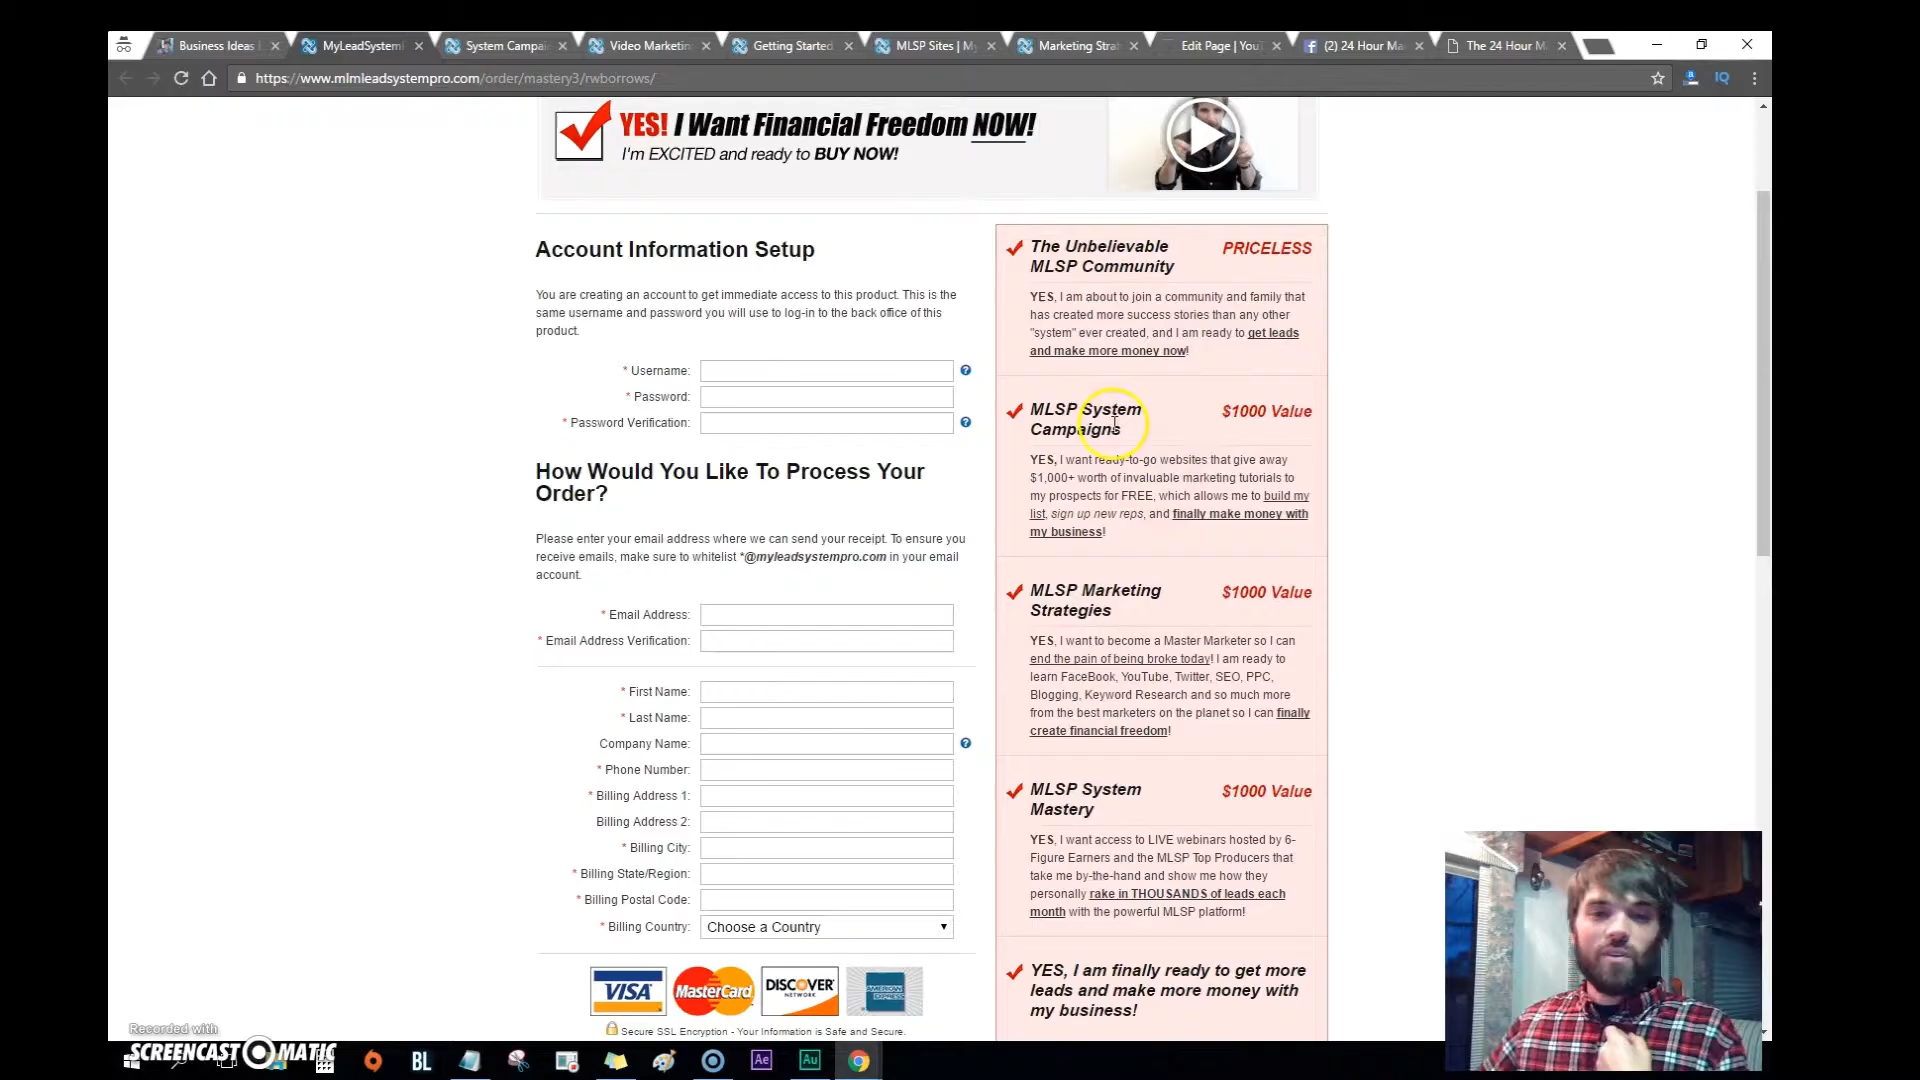 Business Ideas
MyLeadSystem
System Campai
Video Marketin
Getting Started
MLSP Sites | My
Marketing Stra
Edit Page | You
(2) 24 Hour Ma
The 24 Hour M
https://www.mlmleadsystempro.com/order/mastery3/rwborrows/
IQ
YES! I Want Financial Freedom NOW!
I'm EXCITED and ready to BUY NOW!
Account Information Setup
You are creating an account to get immediate access to this product. This is the
same username and password you will use to log-in to the back office of this
product.
* Username:
* Password:
* Password Verification:
How Would You Like To Process Your
Order?
Please enter your email address where we can send your receipt. To ensure you
receive emails, make sure to whitelist *@myleadsystempro.com in your email
account.
* Email Address:
* Email Address Verification:
* First Name:
* Last Name:
Company Name:
* Phone Number:
* Billing Address 1:
Billing Address 2:
* Billing City:
* Billing State/Region:
* Billing Postal Code:
* Billing Country: Choose a Country
VISA MasterCard DISCOVER NETWORK AMERICAN EXPRESS
Secure SSL Encryption - Your Information is Safe and Secure.
The Unbelievable PRICELESS
MLSP Community
YES, I am about to join a community and family that
has created more success stories than any other
"system" ever created, and I am ready to get leads
and make more money now!
MLSP System $1000 Value
Campaigns
YES, I want ready-to-go websites that give away
$1,000+ worth of invaluable marketing tutorials to
my prospects for FREE, which allows me to build my
list, sign up new reps, and finally make money with
my business!
MLSP Marketing $1000 Value
Strategies
YES, I want to become a Master Marketer so I can
end the pain of being broke today! I am ready to
learn FaceBook, YouTube, Twitter, SEO, PPC,
Blogging, Keyword Research and so much more
from the best marketers on the planet so I can finally
create financial freedom!
MLSP System $1000 Value
Mastery
YES, I want access to LIVE webinars hosted by 6-
Figure Earners and the MLSP Top Producers that
take me by-the-hand and show me how they
personally rake in THOUSANDS of leads each
month with the powerful MLSP platform!
YES, I am finally ready to get more
leads and make more money with
my business!
Recorded with
SCREENCAST MATIC
BL
Ae
Au